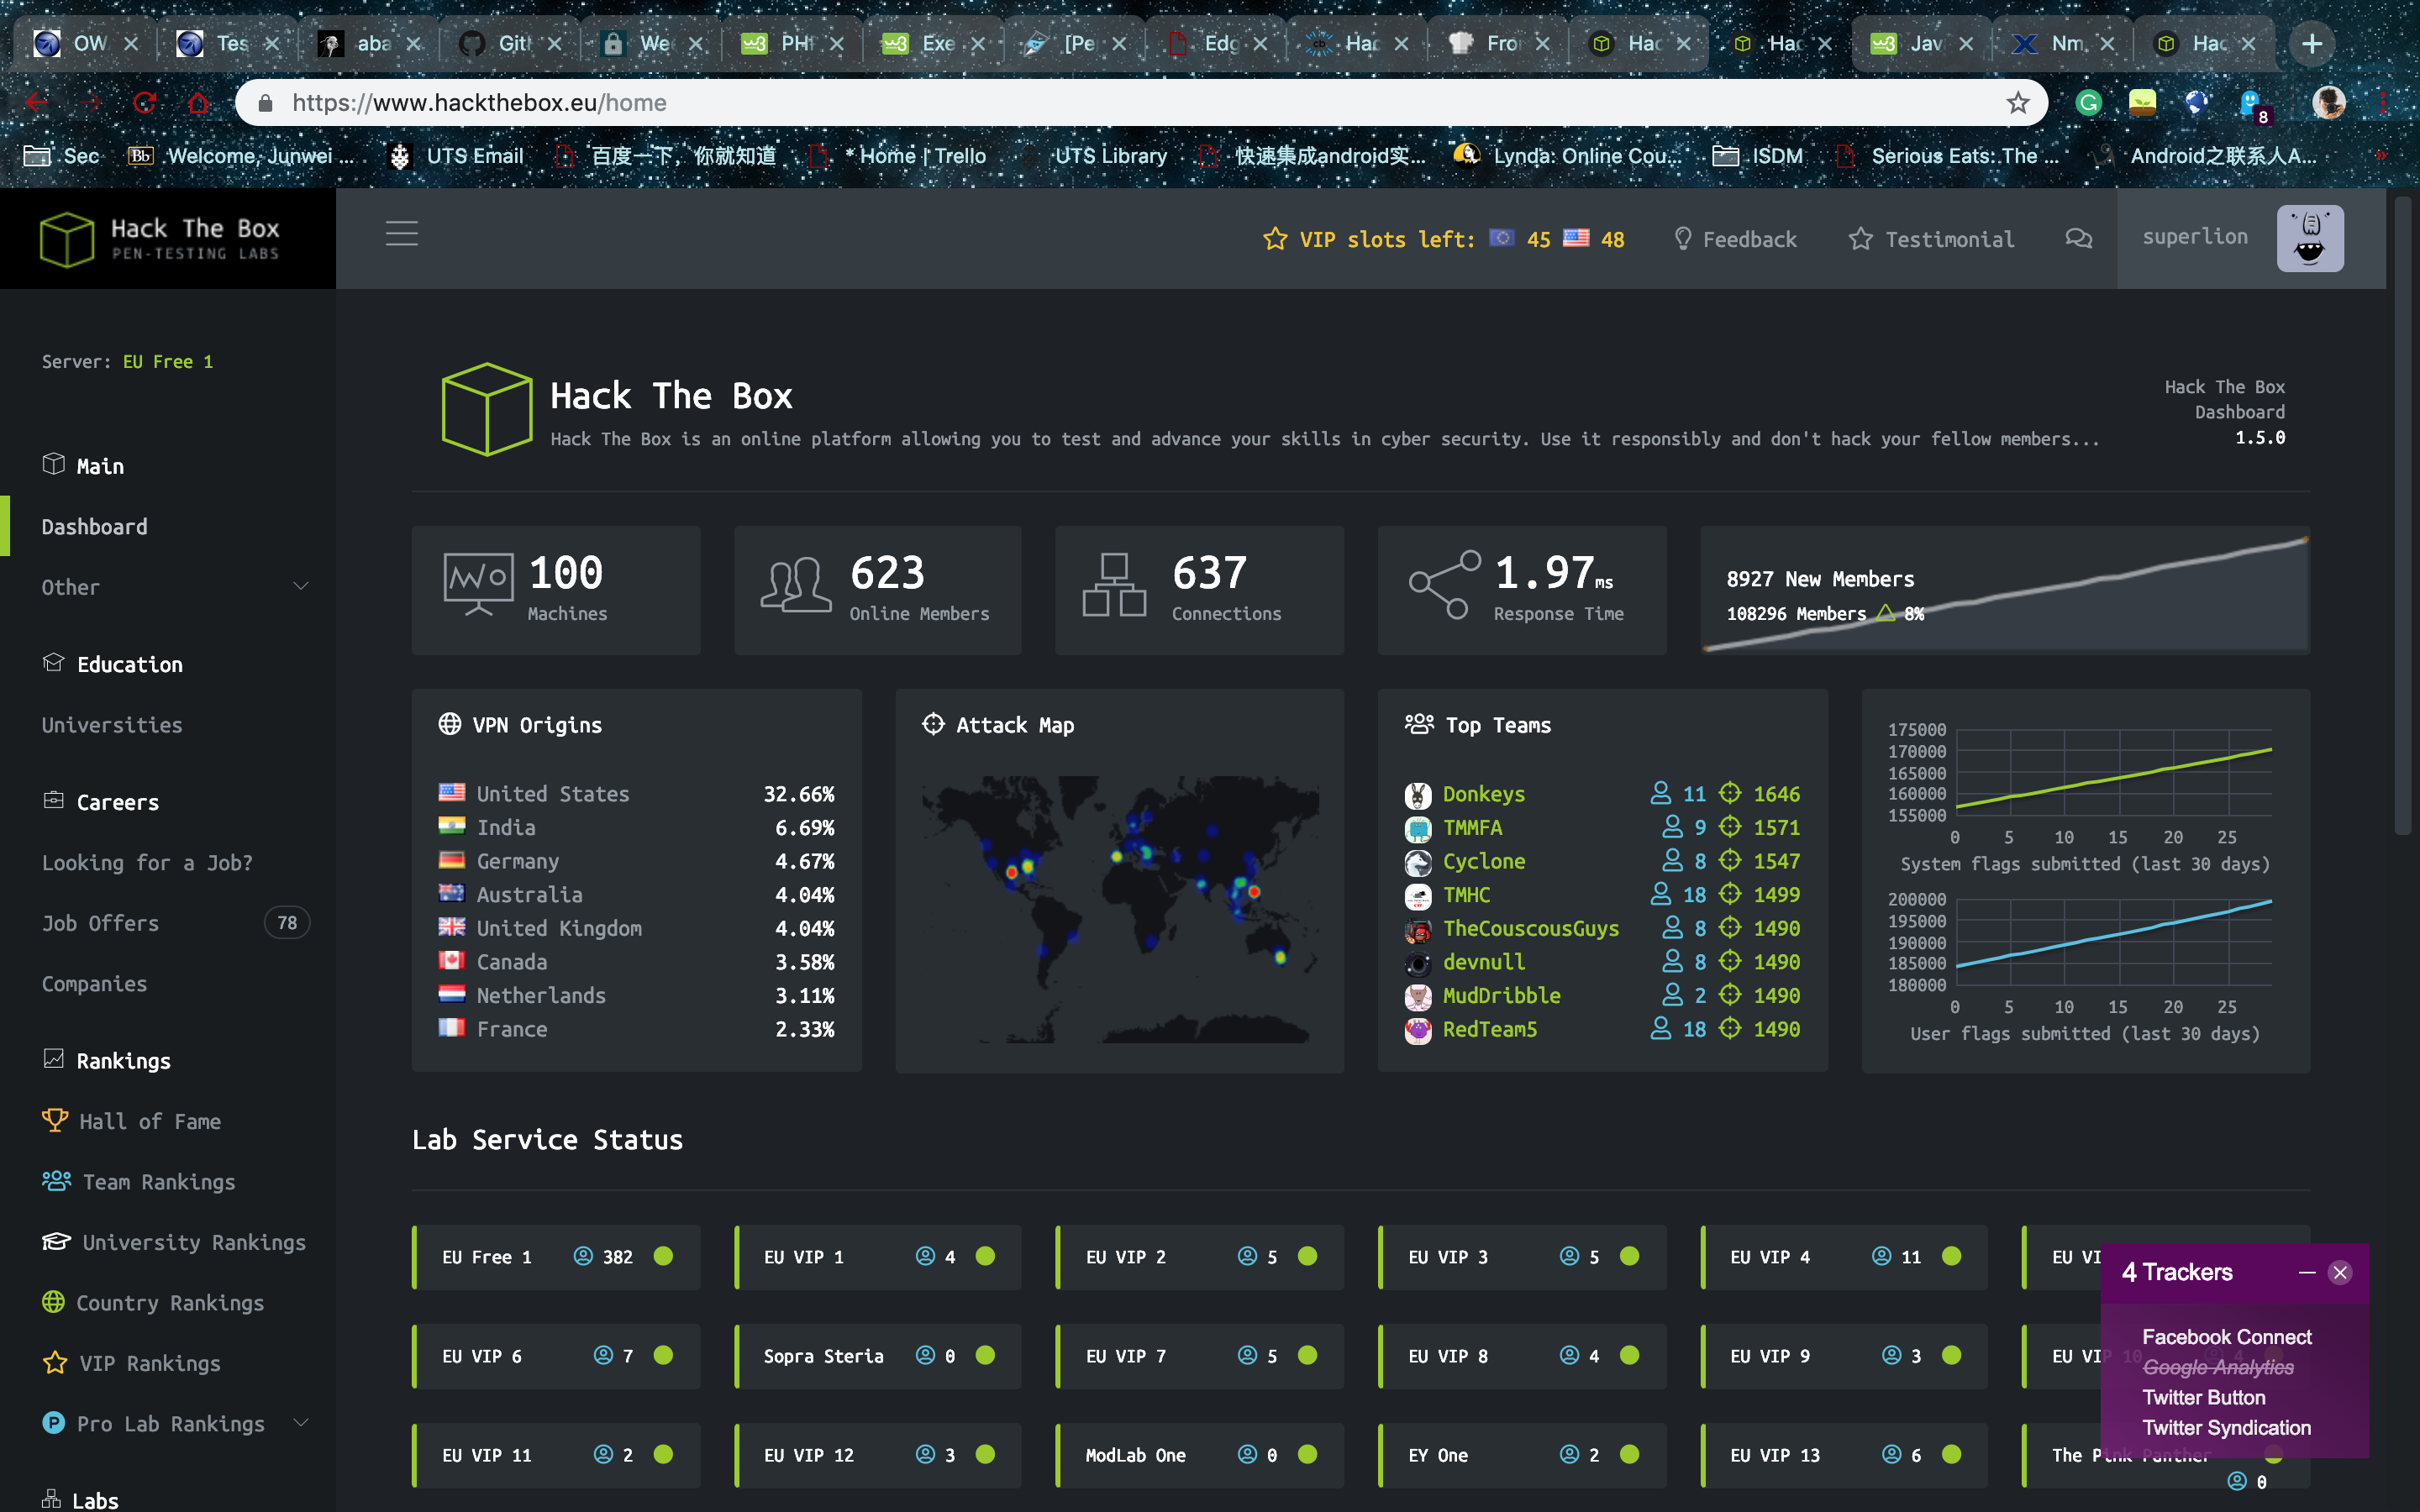 OW
Tes
aba
Gitl
We
PHI
Exe
[Pe
Edg
Hac
Fro
Hac
Hac
Jav
Nm
Hac
https://www.hackthebox.eu/home
8
Sec
Bb Welcome, Junwei ...
UTS Email
百度一下，你就知道
* Home | Trello
UTS Library
快速集成android实...
Lynda: Online Cou...
ISDM
Serious Eats: The ...
Android之联系人A...
»
Hack The Box
PEN-TESTING LABS
VIP slots left: 45 48
Feedback
Testimonial
superlion
Server: EU Free 1
Main
Dashboard
Other
Education
Universities
Careers
Looking for a Job?
Job Offers 78
Companies
Rankings
Hall of Fame
Team Rankings
University Rankings
Country Rankings
VIP Rankings
Pro Lab Rankings
Labs
Hack The Box
Hack The Box is an online platform allowing you to test and advance your skills in cyber security. Use it responsibly and don't hack your fellow members...
Hack The Box
Dashboard
1.5.0
100
Machines
623
Online Members
637
Connections
1.97ms
Response Time
8927 New Members
108296 Members 8%
VPN Origins
United States 32.66%
India 6.69%
Germany 4.67%
Australia 4.04%
United Kingdom 4.04%
Canada 3.58%
Netherlands 3.11%
France 2.33%
Attack Map
Top Teams
Donkeys 11 1646
TMMFA 9 1571
Cyclone 8 1547
TMHC 18 1499
TheCouscousGuys 8 1490
devnull 8 1490
MudDribble 2 1490
RedTeam5 18 1490
175000
170000
165000
160000
155000
0 5 10 15 20 25
System flags submitted (last 30 days)
200000
195000
190000
185000
180000
0 5 10 15 20 25
User flags submitted (last 30 days)
Lab Service Status
EU Free 1 382
EU VIP 1 4
EU VIP 2 5
EU VIP 3 5
EU VIP 4 11
EU VI
EU VIP 6 7
Sopra Steria 0
EU VIP 7 5
EU VIP 8 4
EU VIP 9 3
EU VIP 10 4
EU VIP 11 2
EU VIP 12 3
ModLab One 0
EY One 2
EU VIP 13 6
The Pink Panther
0
4 Trackers
Facebook Connect
Google Analytics
Twitter Button
Twitter Syndication